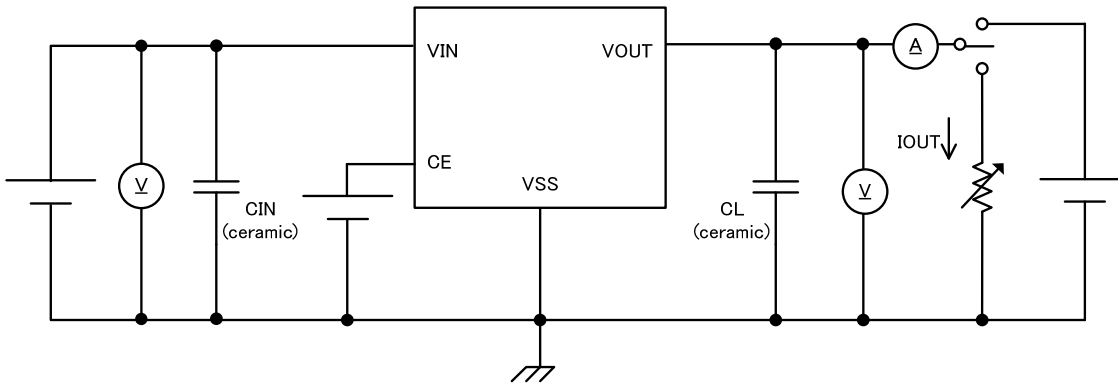 VIN
VOUT
A
CE
IOUT
VSS
V
CIN
(ceramic)
CL
(ceramic)
V